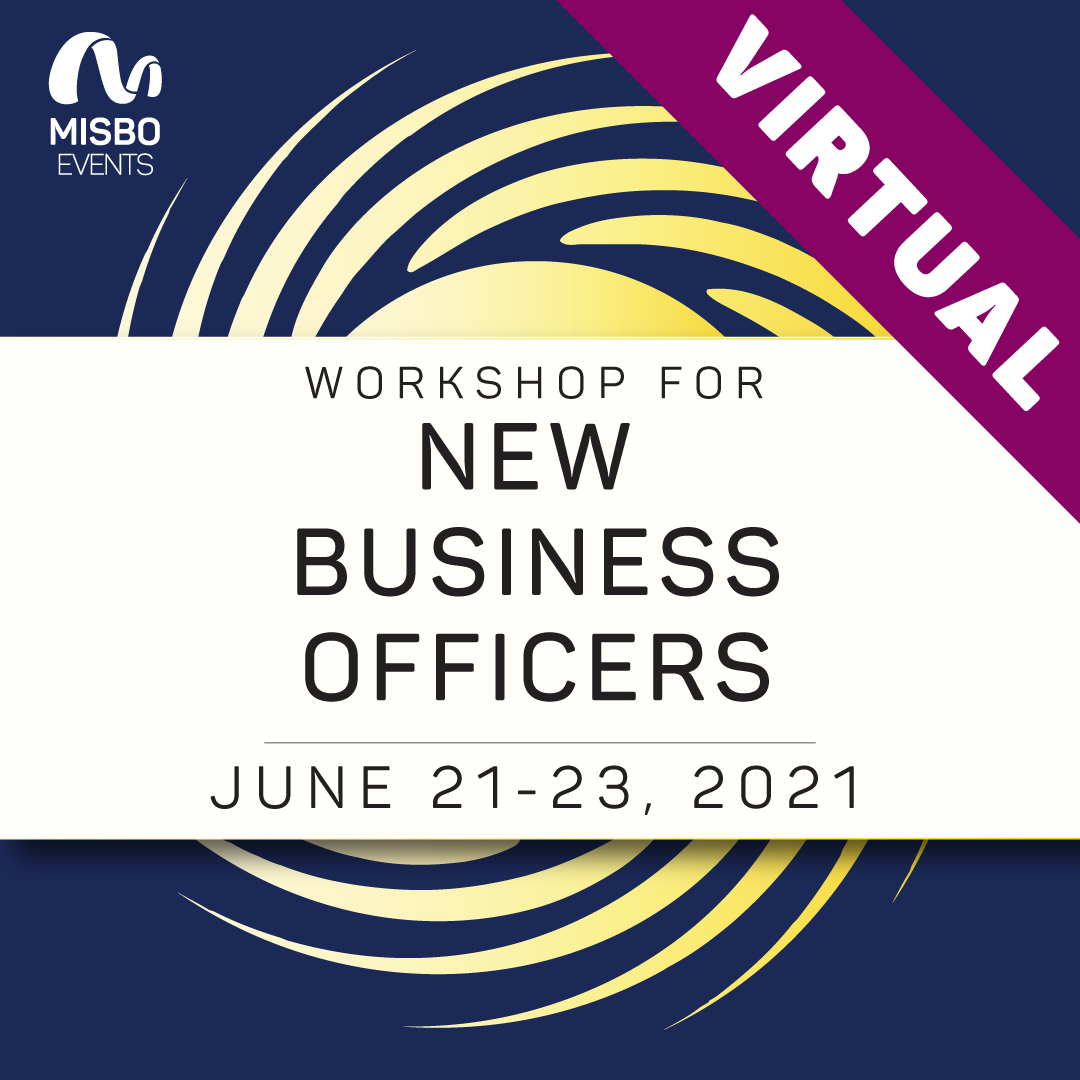 MISBO
EVENTS
VIRTUAL
WORKSHOP FOR
NEW
BUSINESS
OFFICERS
JUNE 21-23, 2021